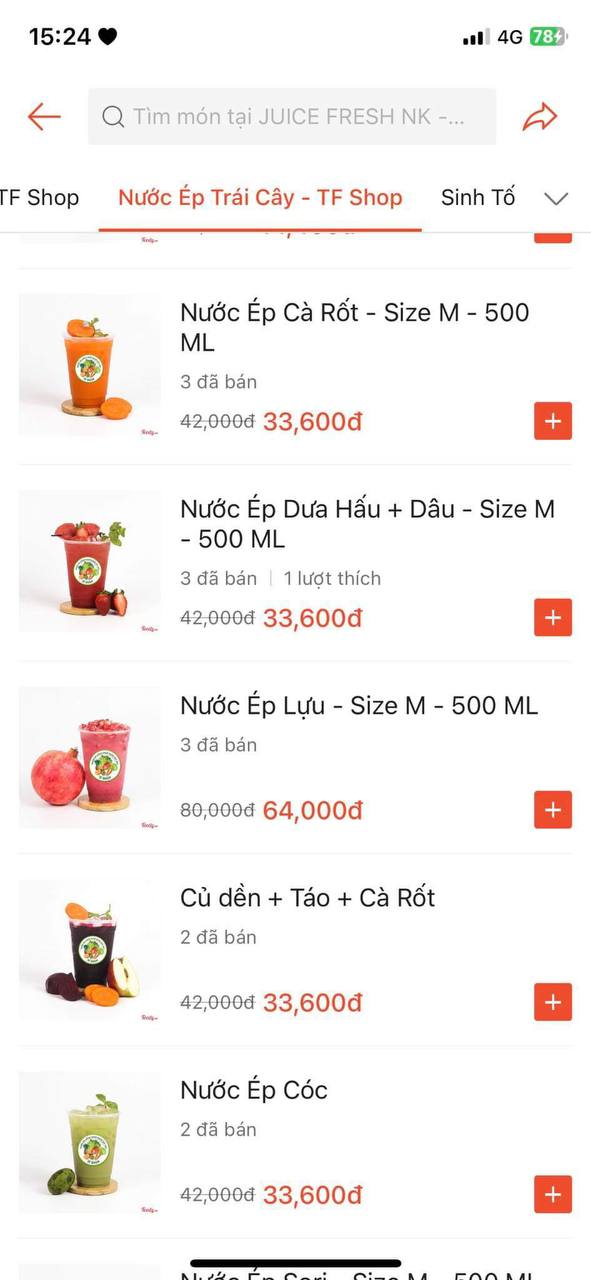 15:24
4G 78
Tìm món tại JUICE FRESH NK -...
TF Shop
Nước Ép Trái Cây - TF Shop
Sinh Tố
Nước Ép Cà Rốt - Size M - 500
ML
3 đã bán
42,000đ 33,600đ
Nước Ép Dưa Hấu + Dâu - Size M
- 500 ML
3 đã bán 1 lượt thích
42,000đ 33,600đ
Nước Ép Lựu - Size M - 500 ML
3 đã bán
80,000đ 64,000đ
Củ dền + Táo + Cà Rốt
2 đã bán
42,000đ 33,600đ
Nước Ép Cóc
2 đã bán
42,000đ 33,600đ
Nước Ép Sori - Size M - 500 ML